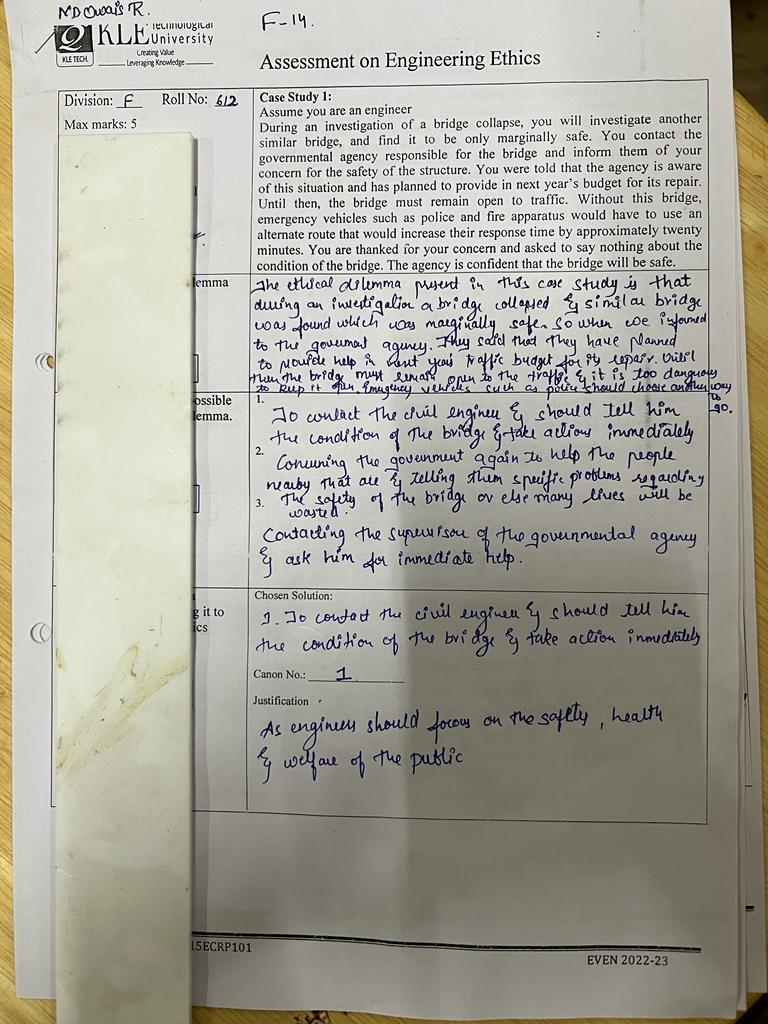 MD Owais R.
F-14.
KLE Technological
University
Creating Value
Leveraging Knowledge
KLE TECH.
Assessment on Engineering Ethics
Division: F Roll No: 612
Max marks: 5
Case Study 1:
Assume you are an engineer
During an investigation of a bridge collapse, you will investigate another
similar bridge, and find it to be only marginally safe. You contact the
governmental agency responsible for the bridge and inform them of your
concern for the safety of the structure. You were told that the agency is aware
of this situation and has planned to provide in next year's budget for its repair.
Until then, the bridge must remain open to traffic. Without this bridge,
emergency vehicles such as police and fire apparatus would have to use an
alternate route that would increase their response time by approximately twenty
minutes. You are thanked for your concern and asked to say nothing about the
condition of the bridge. The agency is confident that the bridge will be safe.
lemma
The ethical dilemma present in this case study is that
during an investigation a bridge collapsed & similar bridge
was found which was marginally safe. So when we informed
to the goverment agency. They said that they have planned
to provide help in next years traffic budget for its repair. Until
then the bridge must remain open to the traffic & it is too dangerous
to keep it open. Emergency vehicles such as police should choose another way
to
go.
ossible
lemma.
1.
To contact the civil engineer & should tell him
the condition of the bridge & take actions immediately
2.
the government again to help the people
nearby that are & telling them specific problems regarding
3.
The safety of the bridge or else many lives will be
wasted.
Contacting the supervisor of the governmental agency
& ask him for immediate help.
g it to
ics
Chosen Solution:
1. To contact the civil engineer & should tell him
the condition of the bridge & take action immediately
Canon No.: 1
Justification
As engineers should focus on the safety, health
& welfare of the public
15ECRP101
EVEN 2022-23